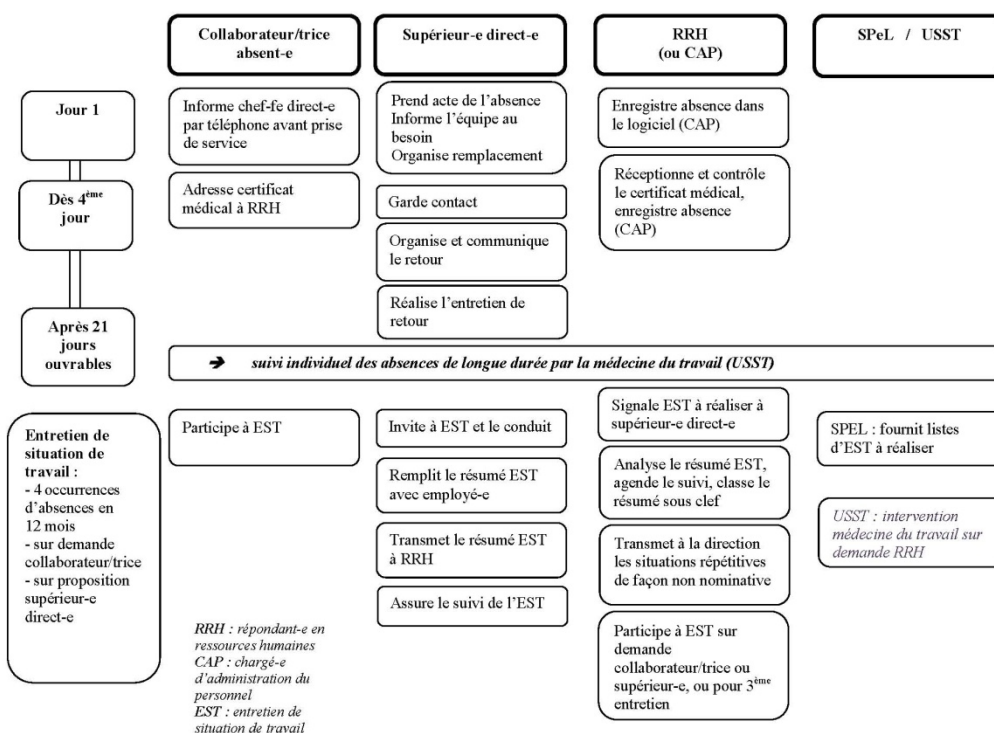 Collaborateur/trice
absent-e
Supérieur-e direct-e
RRH
(ou CAP)
SPeL / USST
Jour 1
Informe chef-fe direct-e
par téléphone avant prise
de service
Prend acte de l'absence
Informe l'équipe au
besoin
Organise remplacement
Enregistre absence dans
le logiciel (CAP)
Dès 4ème
jour
Adresse certificat
médical à RRH
Garde contact
Organise et communique
le retour
Réalise l'entretien de
retour
Réceptionne et contrôle
le certificat médical,
enregistre absence
(CAP)
Après 21
jours
ouvrables
➔ suivi individuel des absences de longue durée par la médecine du travail (USST)
Entretien de
situation de
travail :
- 4 occurrences
d'absences en
12 mois
- sur demande
collaborateur/trice
- sur proposition
supérieur-e
direct-e
Participe à EST
Invite à EST et le conduit
Remplit le résumé EST
avec employé-e
Transmet le résumé EST
à RRH
Assure le suivi de l'EST
Signale EST à réaliser à
supérieur-e direct-e
Analyse le résumé EST,
agende le suivi, classe le
résumé sous clef
Transmet à la direction
les situations répétitives
de façon non nominative
Participe à EST sur
demande
collaborateur/trice ou
supérieur-e, ou pour 3ème
entretien
SPEL : fournit listes
d'EST à réaliser
USST : intervention
médecine du travail sur
demande RRH
RRH : répondant-e en
ressources humaines
CAP : chargé-e
d'administration du
personnel
EST : entretien de
situation de travail